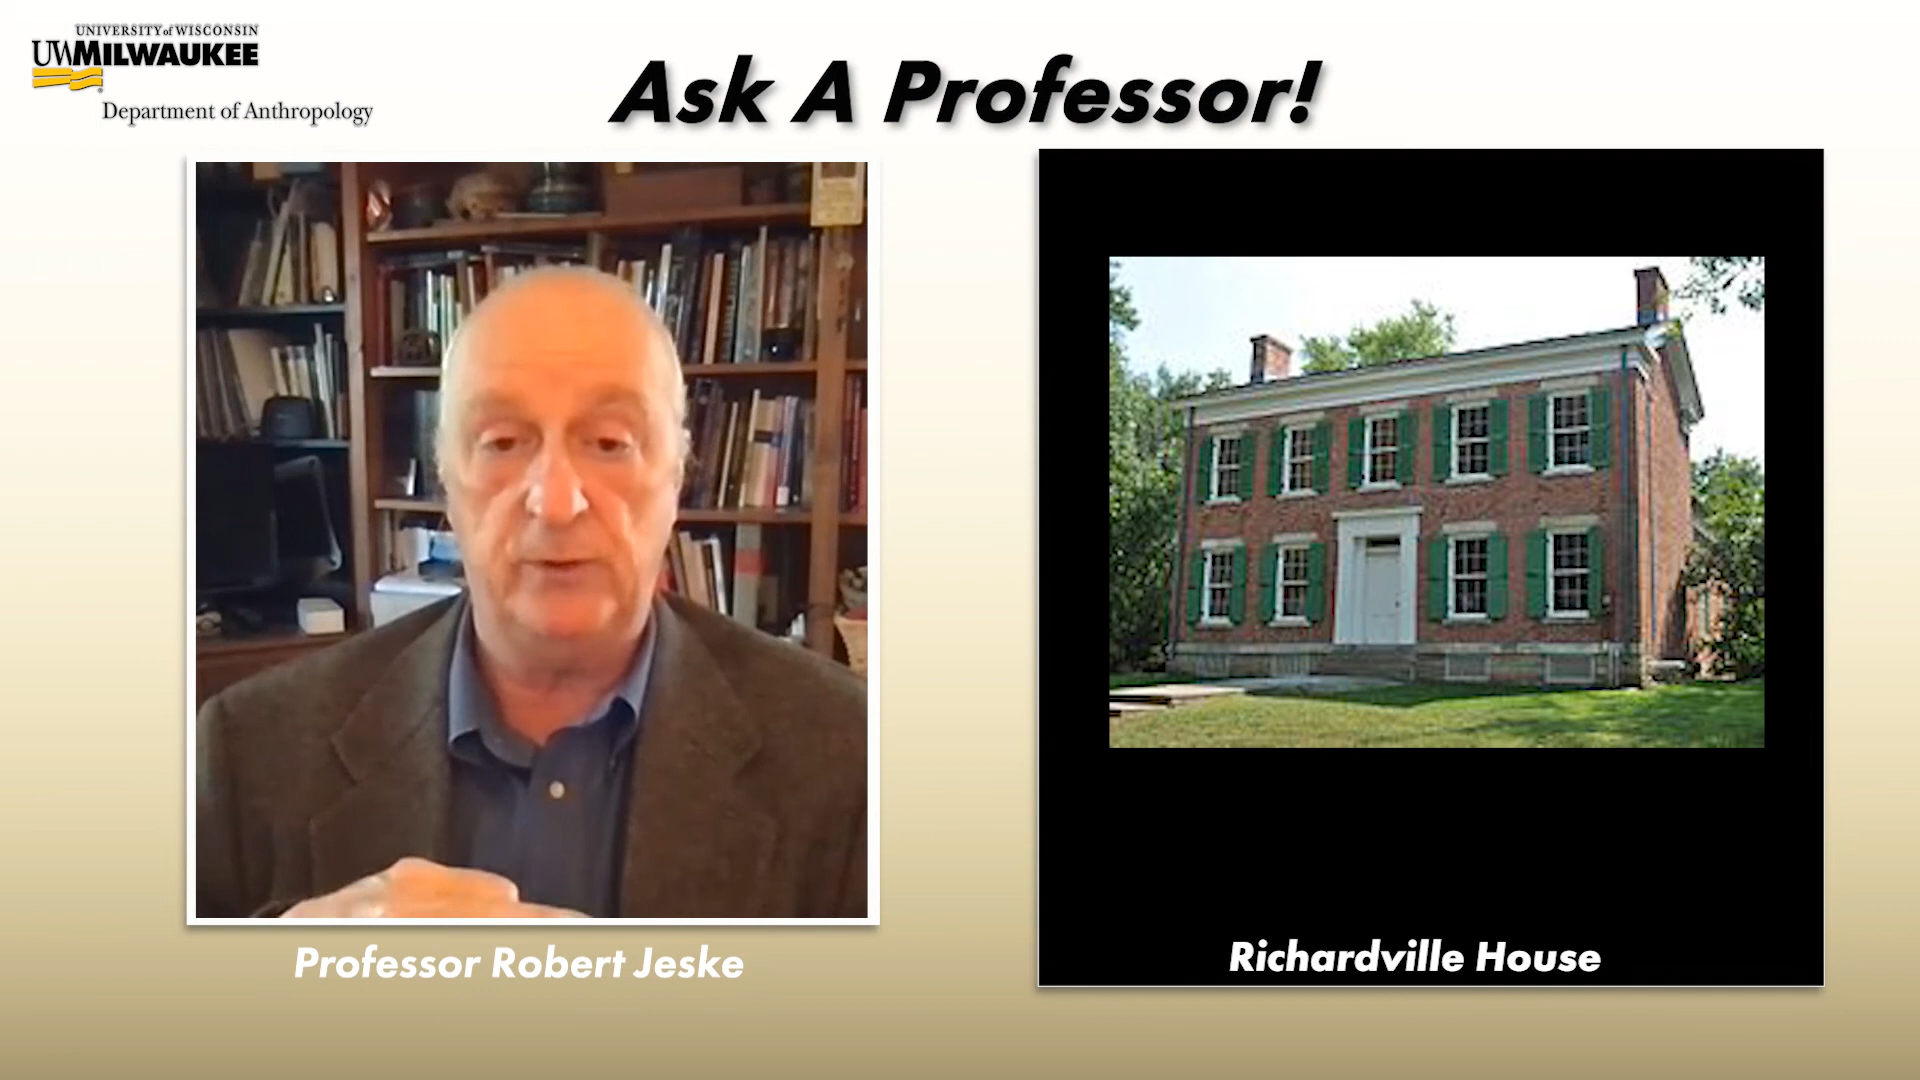 UNIVERSITY of WISCONSIN
UWMILWAUKEE
Department of Anthropology
Ask A Professor!
Professor Robert Jeske
Richardville House